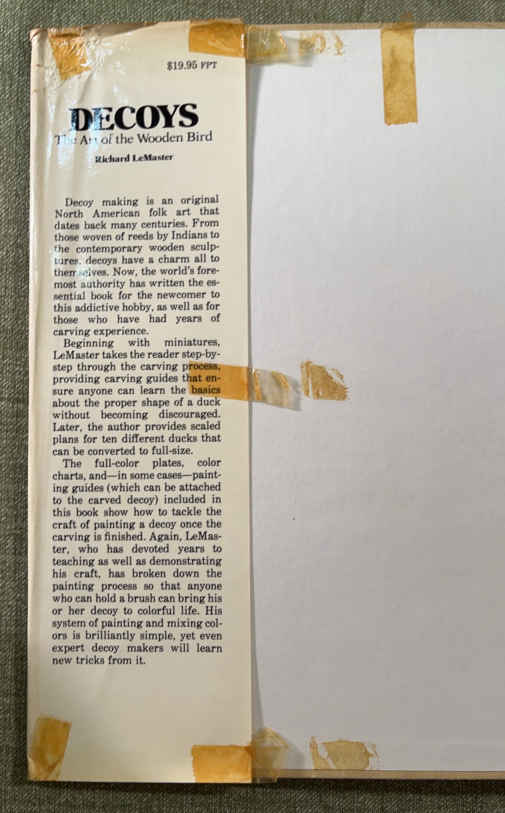 $19.95 FPT
DECOYS
The Art of the Wooden Bird
Richard LeMaster
Decoy making is an original
North American folk art that
dates back many centuries. From
those woven of reeds by Indians to
the contemporary wooden sculp-
tures, decoys have a charm all to
themselves. Now, the world's fore-
most authority has written the es-
sential book for the newcomer to
this addictive hobby, as well as for
those who have had years of
carving experience.
Beginning with miniatures,
LeMaster takes the reader step-by-
step through the carving process,
providing carving guides that en-
sure anyone can learn the basics
about the proper shape of a duck
without becoming discouraged.
Later, the author provides scaled
plans for ten different ducks that
can be converted to full-size.
The full-color plates, color
charts, and—in some cases—paint-
ing guides (which can be attached
to the carved decoy) included in
this book show how to tackle the
craft of painting a decoy once the
carving is finished. Again, LeMas-
ter, who has devoted years to
teaching as well as demonstrating
his craft, has broken down the
painting process so that anyone
who can hold a brush can bring his
or her decoy to colorful life. His
system of painting and mixing col-
ors is brilliantly simple, yet even
expert decoy makers will learn
new tricks from it.